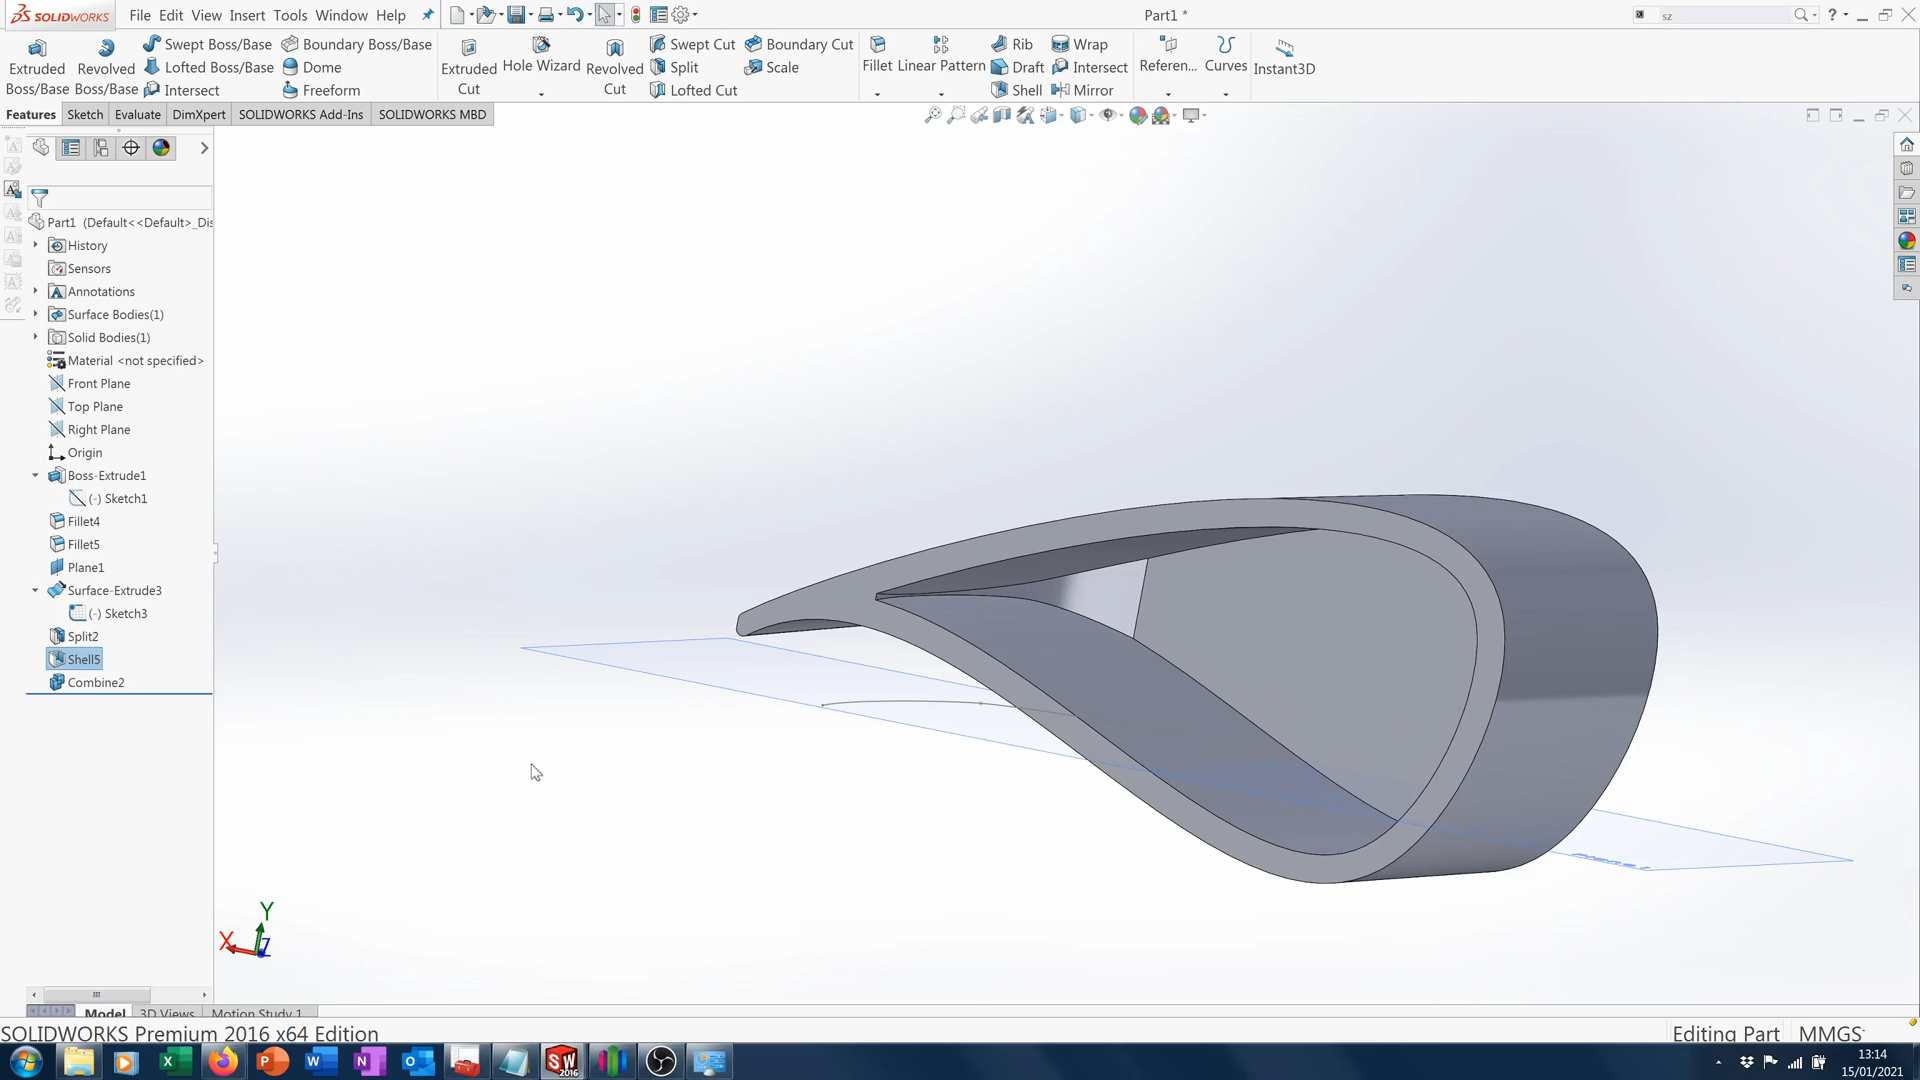 SOLIDWORKS File Edit View Insert Tools Window Help Part1 * sz ?
Extruded Boss/Base
Revolved Boss/Base
Swept Boss/Base
Lofted Boss/Base
Intersect
Boundary Boss/Base
Dome
Freeform
Extruded Cut
Hole Wizard
Revolved Cut
Swept Cut
Split
Lofted Cut
Boundary Cut
Scale
Fillet
Linear Pattern
Rib
Draft
Shell
Wrap
Intersect
Mirror
Referen...
Curves
Instant3D
Features Sketch Evaluate DimXpert SOLIDWORKS Add-Ins SOLIDWORKS MBD
Part1 (Default<<Default>_Dis
History
Sensors
Annotations
Surface Bodies(1)
Solid Bodies(1)
Material <not specified>
Front Plane
Top Plane
Right Plane
Origin
Boss-Extrude1
(-) Sketch1
Fillet4
Fillet5
Plane1
Surface-Extrude3
(-) Sketch3
Split2
Shell5
Combine2
Y
X Z
Model 3D Views Motion Study 1
SOLIDWORKS Premium 2016 x64 Edition Editing Part MMGS
13:14
15/01/2021